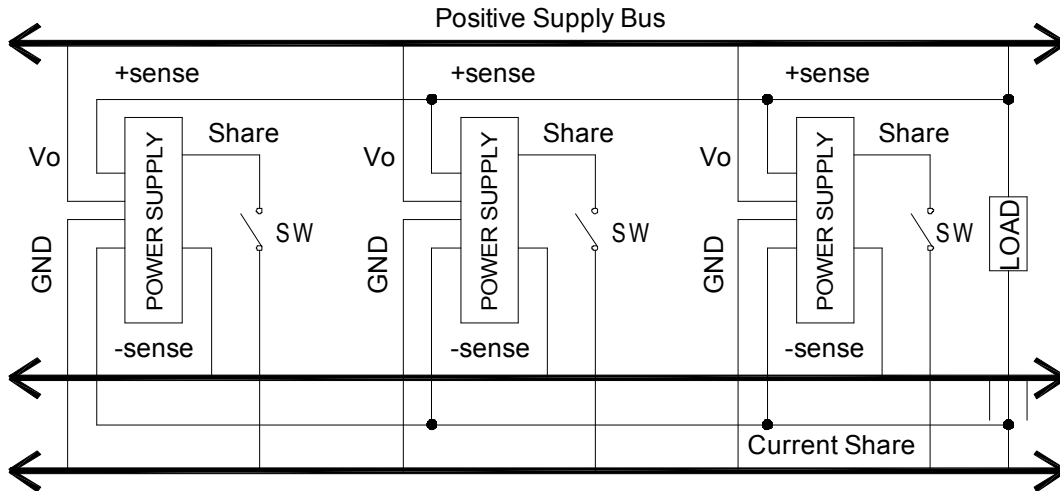 Positive Supply Bus
+sense
+sense
+sense
Share
Share
Share
Vo
Vo
Vo
POWER SUPPLY
POWER SUPPLY
POWER SUPPLY
SW
SW
SW
LOAD
GND
GND
GND
-sense
-sense
-sense
Current Share